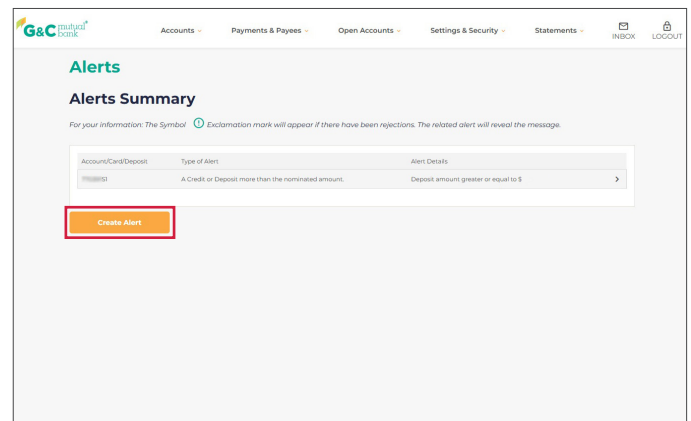 G&C mutual bank
Accounts Payments & Payees Open Accounts Settings & Security Statements INBOX LOGOUT
Alerts
Alerts Summary
For your information: The Symbol ! Exclamation mark will appear if there have been rejections. The related alert will reveal the message.
Account/Card/Deposit Type of Alert Alert Details
S1 A Credit or Deposit more than the nominated amount. Deposit amount greater or equal to $
Create Alert